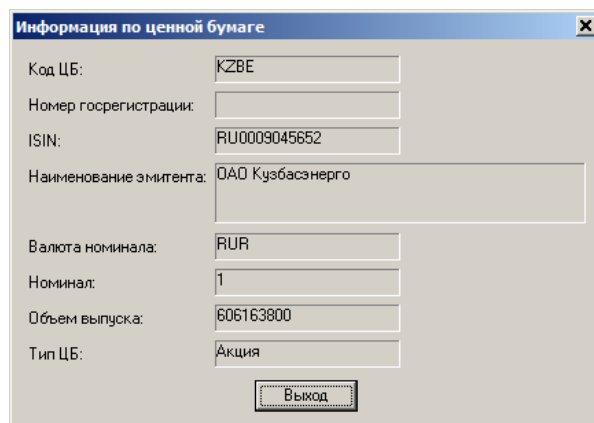 Информация по ценной бумаге
Код ЦБ: KZBE
Номер госрегистрации:
ISIN: RU0009045652
Наименование эмитента: ОАО Кузбасэнерго
Валюта номинала: RUR
Номинал: 1
Объем выпуска: 606163800
Тип ЦБ: Акция
Выход